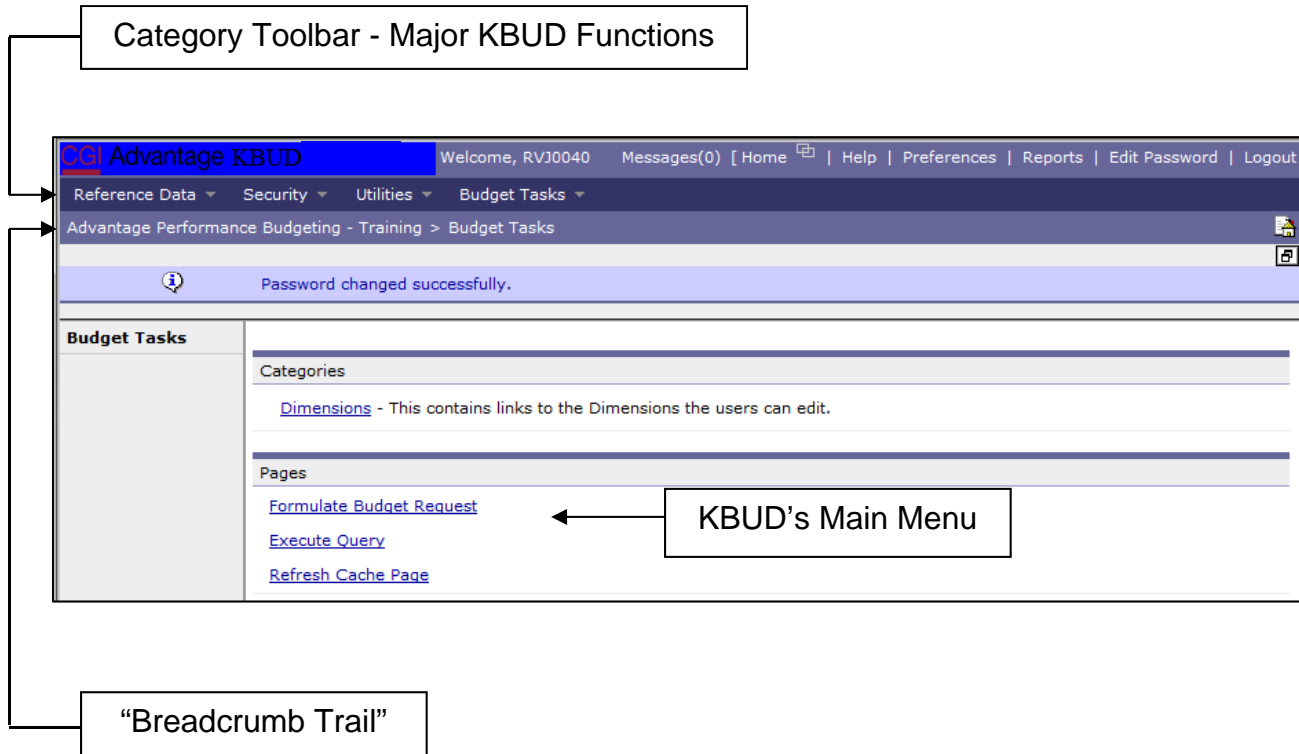 Category Toolbar - Major KBUD Functions
CGI Advantage KBUD Welcome, RVJ0040 Messages(0) [ Home | Help | Preferences | Reports | Edit Password | Logout
Reference Data Security Utilities Budget Tasks
Advantage Performance Budgeting - Training > Budget Tasks
Password changed successfully.
Budget Tasks
Categories
Dimensions - This contains links to the Dimensions the users can edit.
Pages
Formulate Budget Request
KBUD's Main Menu
Execute Query
Refresh Cache Page
“Breadcrumb Trail”